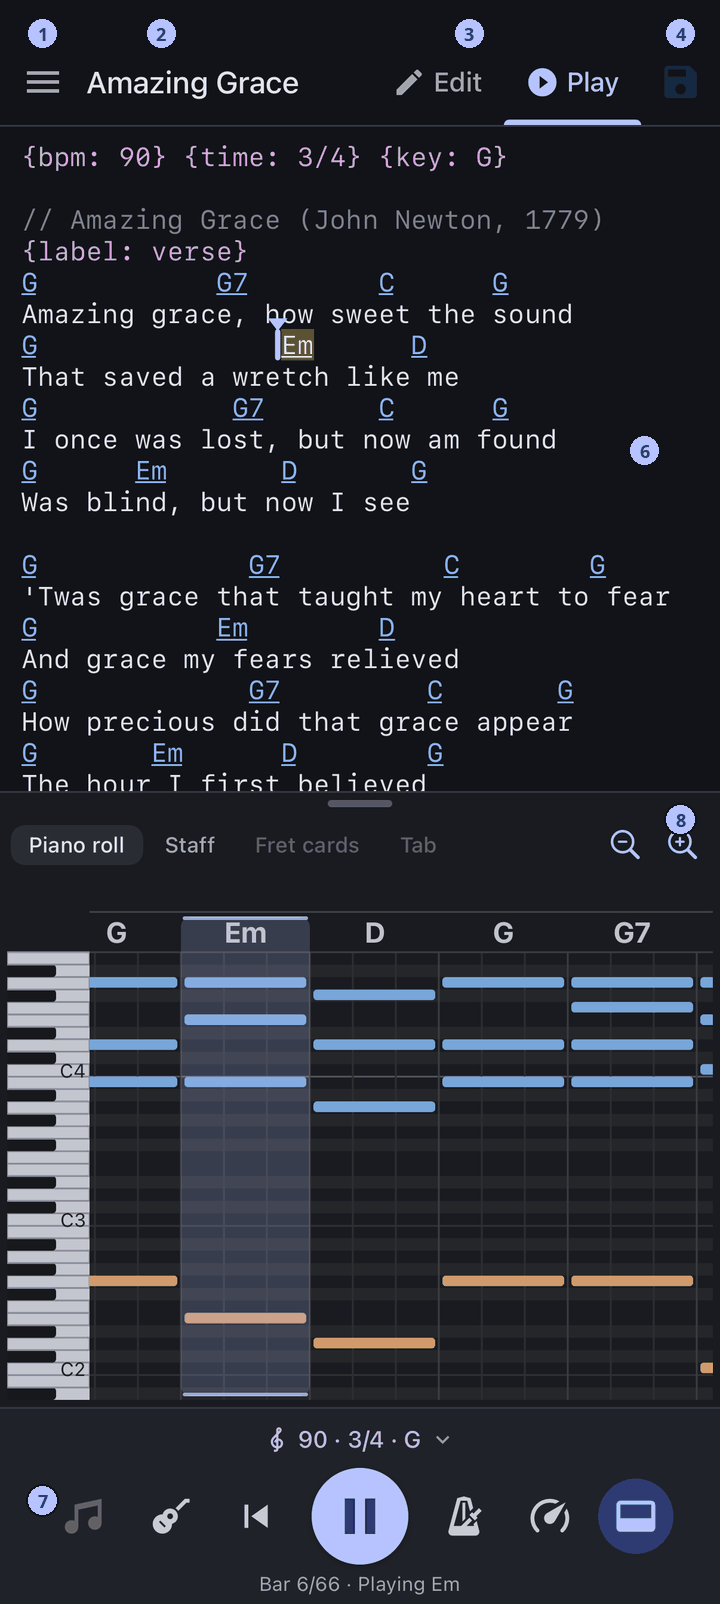 1 2 3 4
Amazing Grace Edit Play
{bpm: 90} {time: 3/4} {key: G}
// Amazing Grace (John Newton, 1779)
{label: verse}
G G7 C G
Amazing grace, how sweet the sound
G Em D
That saved a wretch like me
G G7 C G
I once was lost, but now am found
6
G Em D G
Was blind, but now I see
G G7 C G
'Twas grace that taught my heart to fear
G Em D
And grace my fears relieved
G G7 C G
How precious did that grace appear
G Em D G
The hour I first believed
8
Piano roll Staff Fret cards Tab
G Em D G G7
C4
C3
C2
90 · 3/4 · G
7
Bar 6/66 · Playing Em